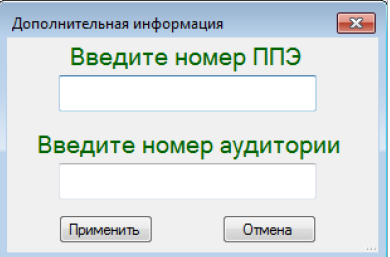 Дополнительная информация
Введите номер ППЭ
Введите номер аудитории
Применить
Отмена